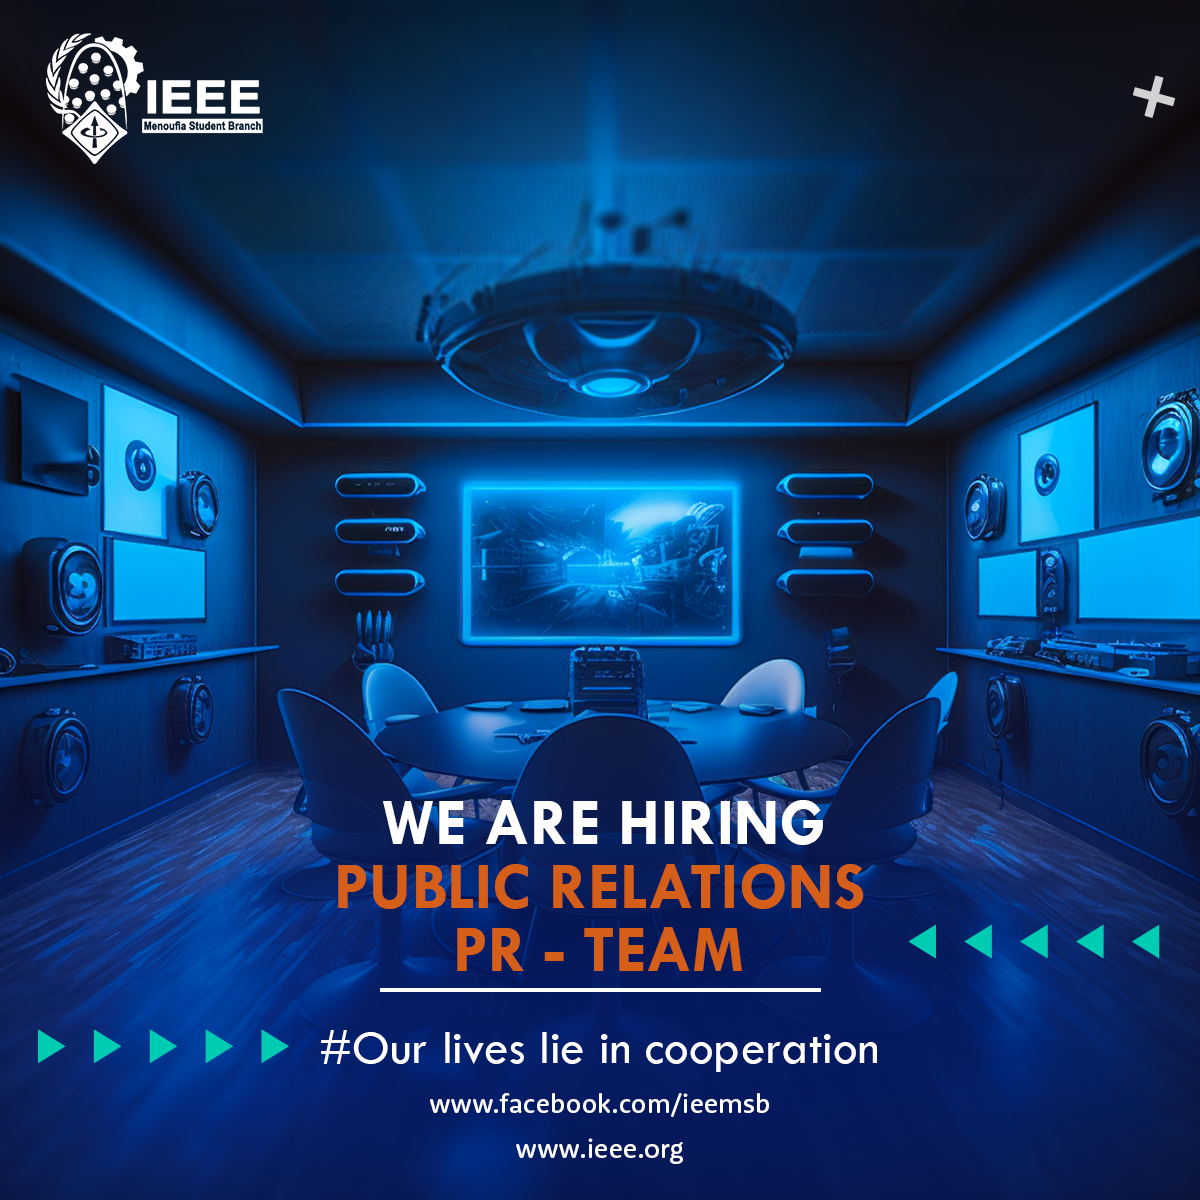 IEEE
Menoufia Student Branch
WE ARE HIRING
PUBLIC RELATIONS
PR - TEAM
#Our lives lie in cooperation
www.facebook.com/ieemsb
www.ieee.org